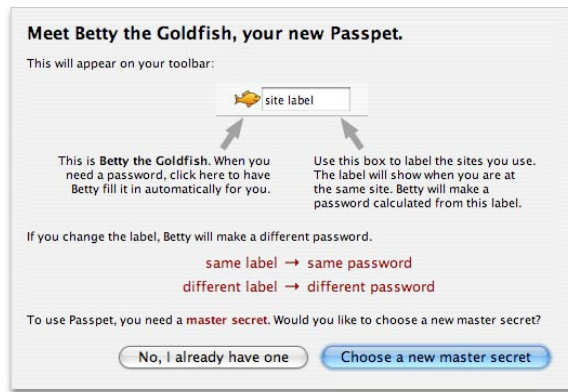 Meet Betty the Goldfish, your new Passpet.
This will appear on your toolbar:
site label
This is Betty the Goldfish. When you
need a password, click here to have
Betty fill it in automatically for you.
Use this box to label the sites you use.
The label will show when you are at
the same site. Betty will make a
password calculated from this label.
If you change the label, Betty will make a different password.
same label → same password
different label → different password
To use Passpet, you need a master secret. Would you like to choose a new master secret?
No, I already have one
Choose a new master secret